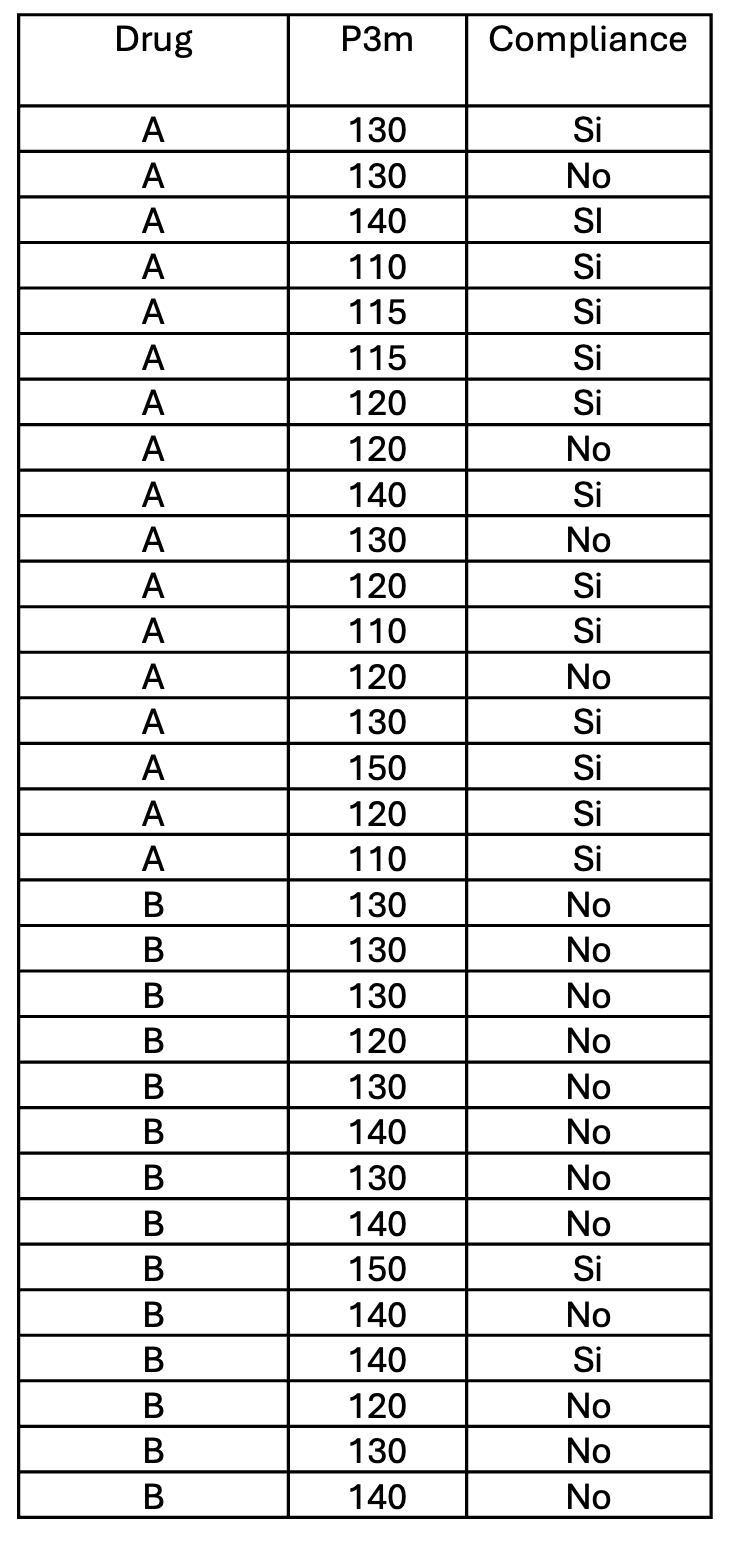 Drug P3m Compliance
A 130 Si
A 130 No
A 140 SI
A 110 Si
A 115 Si
A 115 Si
A 120 Si
A 120 No
A 140 Si
A 130 No
A 120 Si
A 110 Si
A 120 No
A 130 Si
A 150 Si
A 120 Si
A 110 Si
B 130 No
B 130 No
B 130 No
B 120 No
B 130 No
B 140 No
B 130 No
B 140 No
B 150 Si
B 140 No
B 140 Si
B 120 No
B 130 No
B 140 No